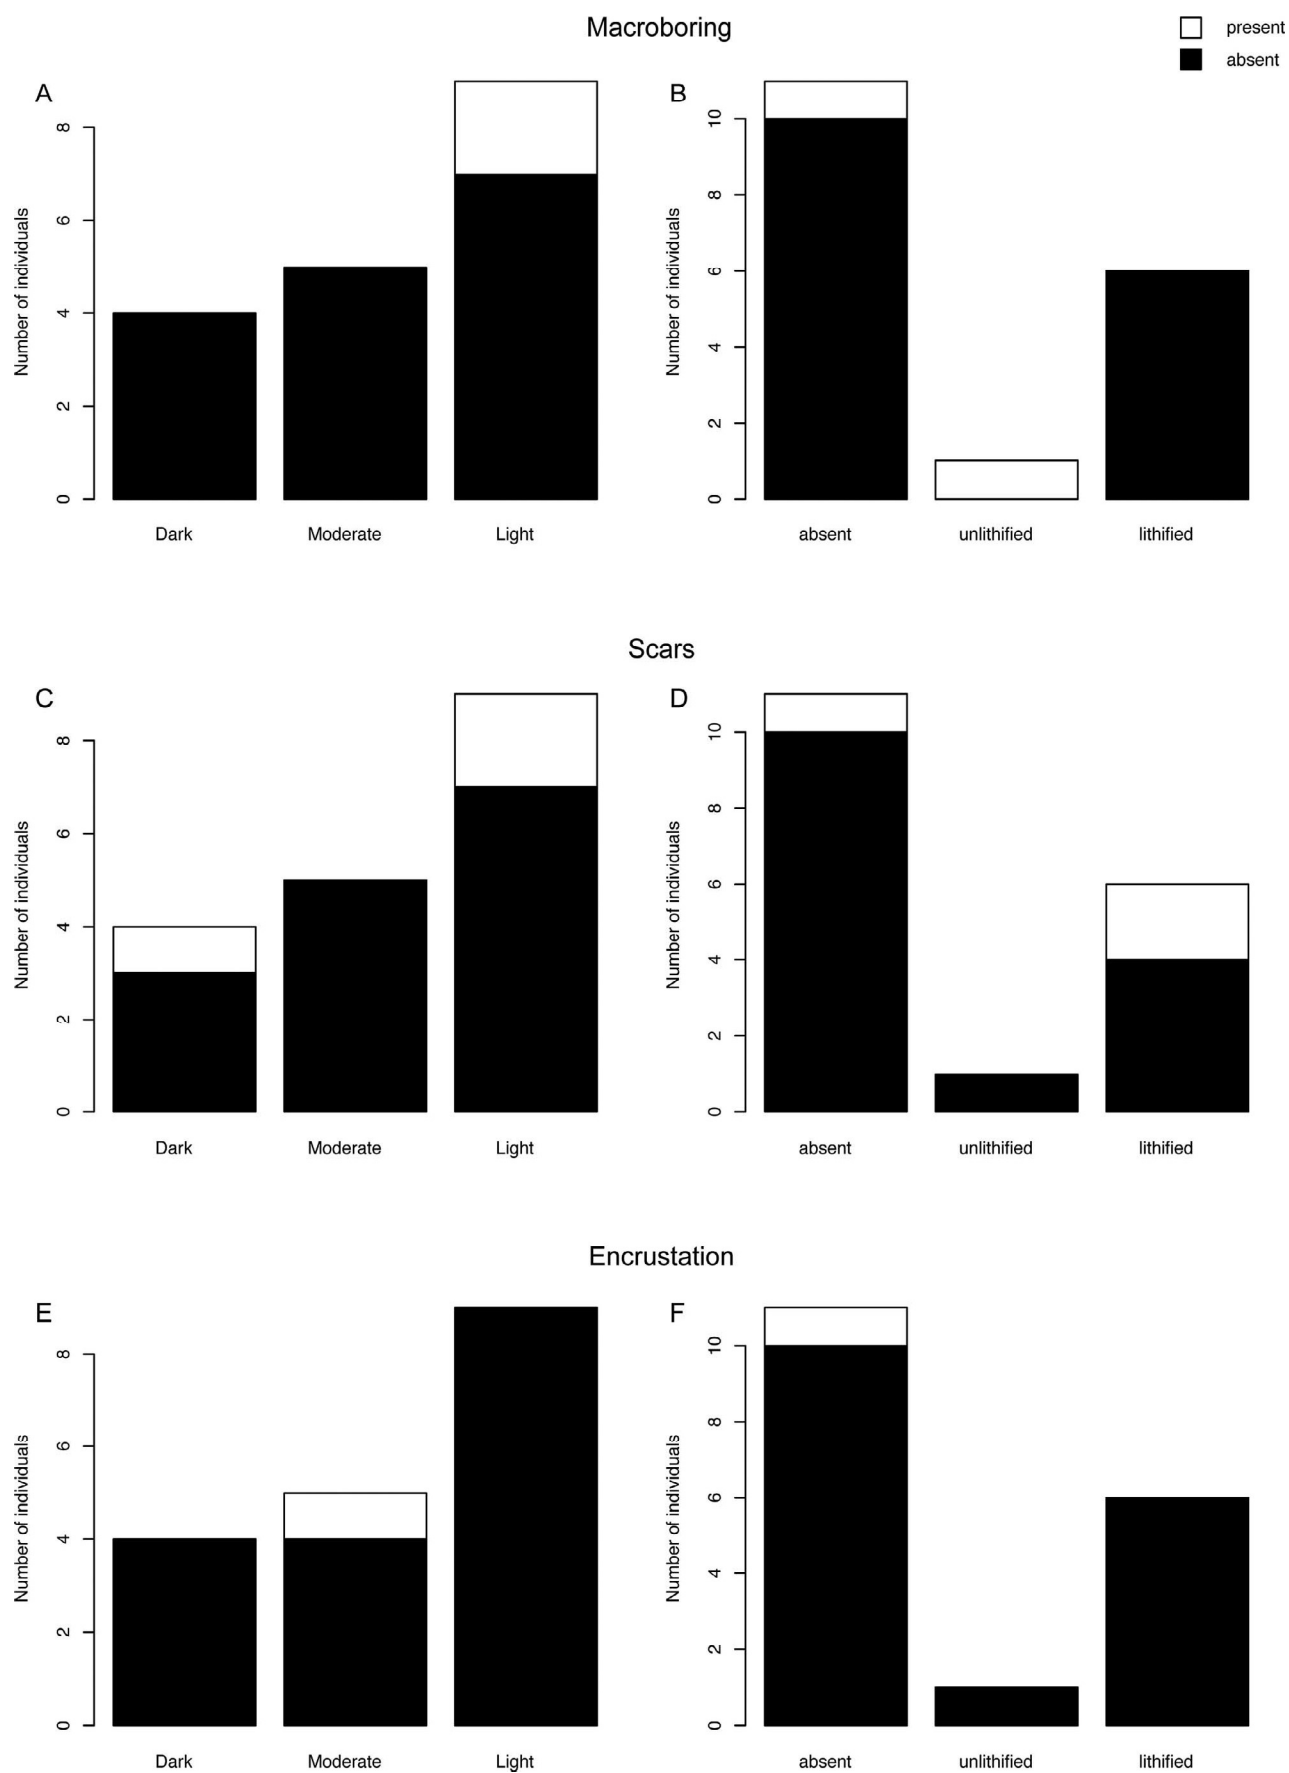 Macroboring
present
absent
A
Number of individuals
0 2 4 6 8
Dark Moderate Light
B
Number of individuals
0 2 4 6 8 10
absent unlithified lithified
Scars
C
Number of individuals
0 2 4 6 8
Dark Moderate Light
D
Number of individuals
0 2 4 6 8 10
absent unlithified lithified
Encrustation
E
Number of individuals
0 2 4 6 8
Dark Moderate Light
F
Number of individuals
0 2 4 6 8 10
absent unlithified lithified